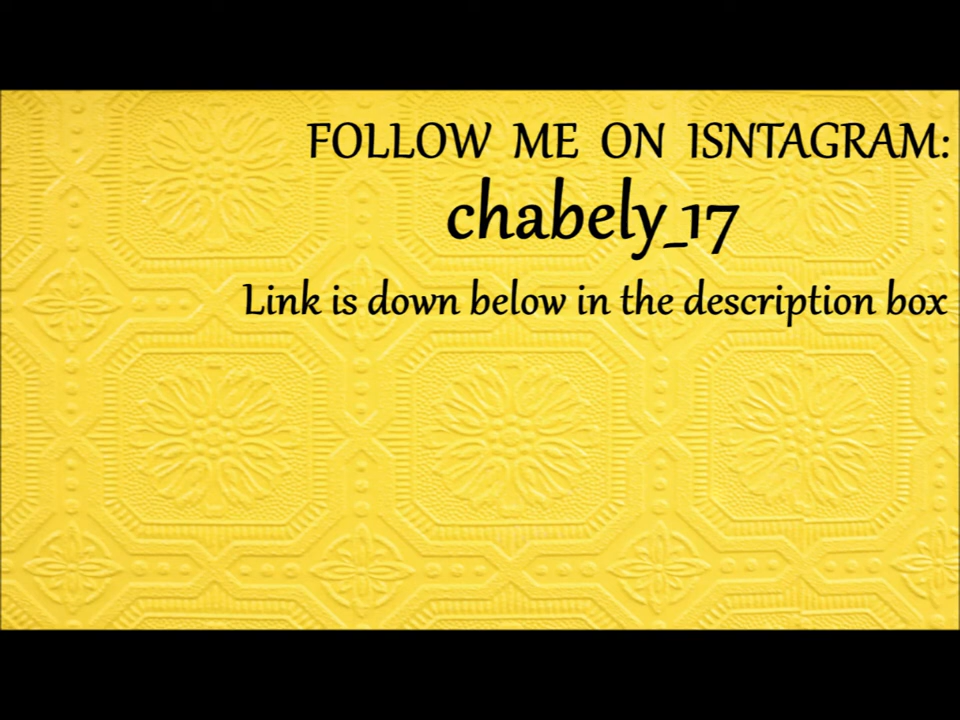 FOLLOW ME ON ISNTAGRAM:
chabely_17
Link is down below in the description box